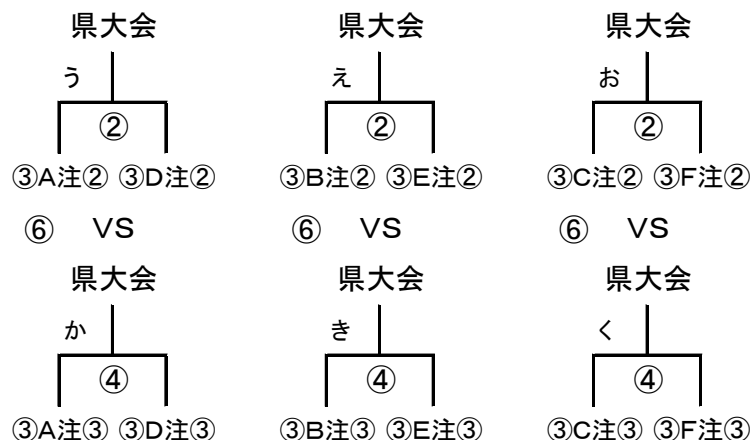 県大会 県大会 県大会
う え お
② ② ②
③A注② ③D注② ③B注② ③E注② ③C注② ③F注②
⑥ VS ⑥ VS ⑥ VS
県大会 県大会 県大会
か き く
④ ④ ④
③A注③ ③D注③ ③B注③ ③E注③ ③C注③ ③F注③